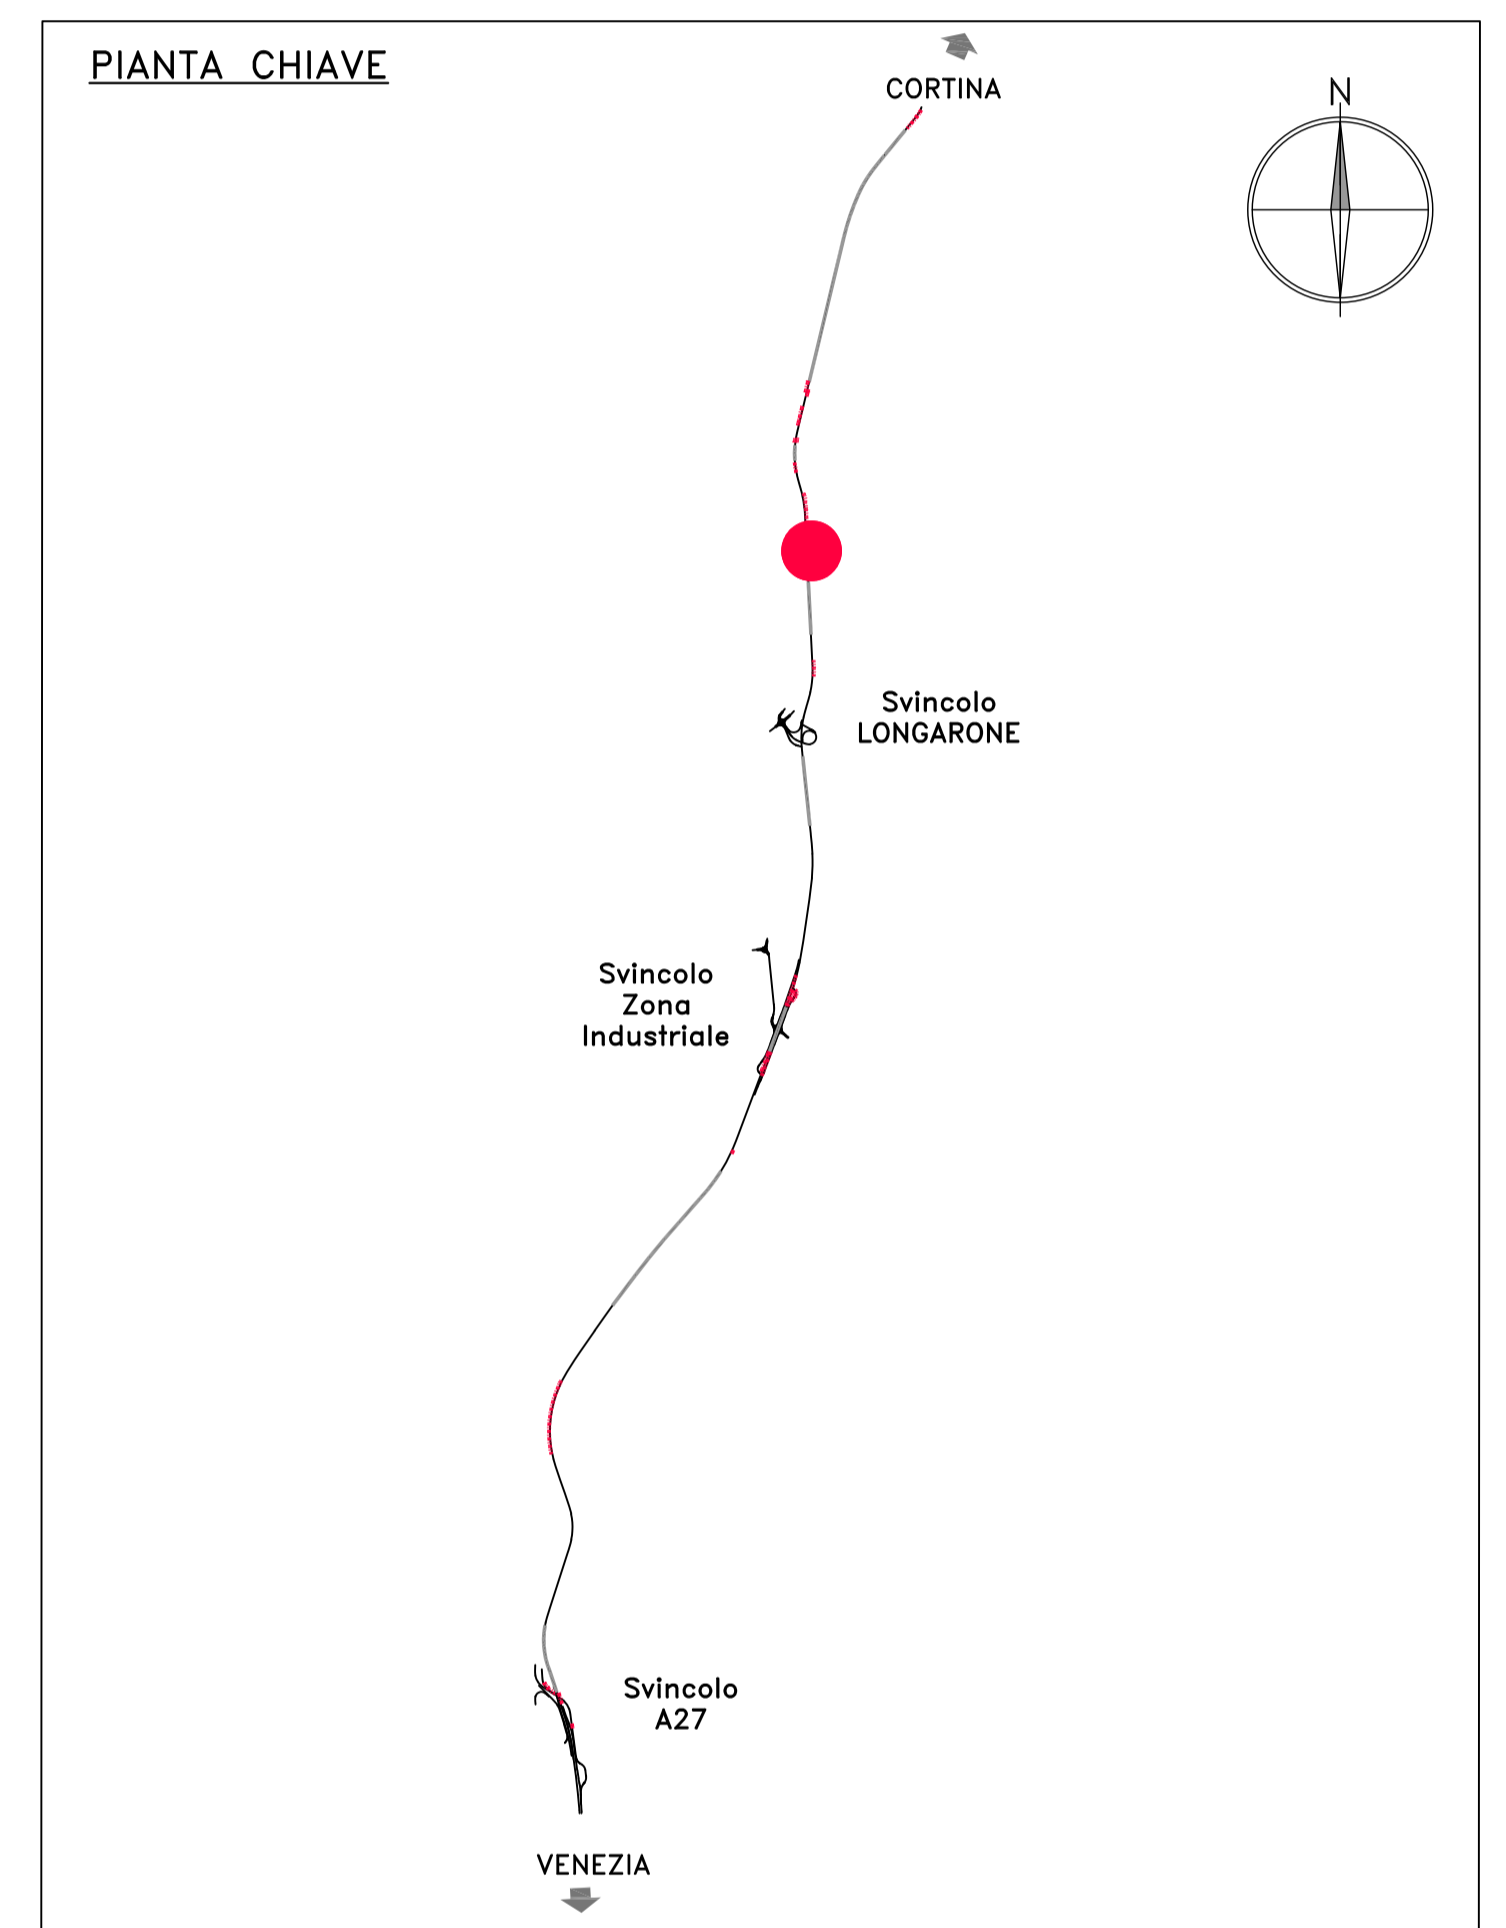 PIANTA CHIAVE
CORTINA
N
Svincolo
LONGARONE
Svincolo
Zona
Industriale
Svincolo
A27
VENEZIA